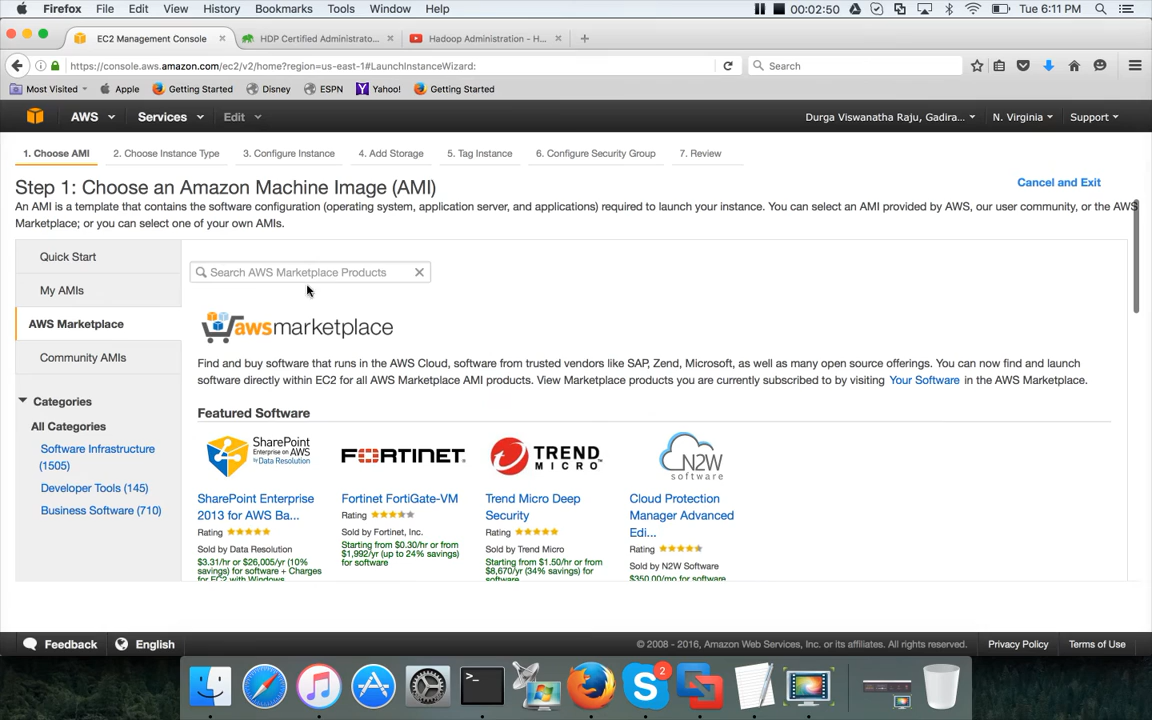 Firefox File Edit View History Bookmarks Tools Window Help 00:02:50 Tue 6:11 PM
EC2 Management Console HDP Certified Administrato... Hadoop Administration - H...
https://console.aws.amazon.com/ec2/v2/home?region=us-east-1#LaunchInstanceWizard: Search
Most Visited Apple Getting Started Disney ESPN Yahoo! Getting Started
AWS Services Edit Durga Viswanatha Raju, Gadira... N. Virginia Support
1. Choose AMI 2. Choose Instance Type 3. Configure Instance 4. Add Storage 5. Tag Instance 6. Configure Security Group 7. Review
Step 1: Choose an Amazon Machine Image (AMI) Cancel and Exit
An AMI is a template that contains the software configuration (operating system, application server, and applications) required to launch your instance. You can select an AMI provided by AWS, our user community, or the AWS
Marketplace; or you can select one of your own AMIs.
Quick Start
My AMIs
AWS Marketplace
Community AMIs
Categories
All Categories
Software Infrastructure
(1505)
Developer Tools (145)
Business Software (710)
Search AWS Marketplace Products
awsmarketplace
Find and buy software that runs in the AWS Cloud, software from trusted vendors like SAP, Zend, Microsoft, as well as many open source offerings. You can now find and launch
software directly within EC2 for all AWS Marketplace AMI products. View Marketplace products you are currently subscribed to by visiting Your Software in the AWS Marketplace.
Featured Software
SharePoint
Enterprise on AWS
by Data Resolution
SharePoint Enterprise
2013 for AWS Ba...
Rating
Sold by Data Resolution
$3.31/hr or $26,005/yr (10%
savings) for software + Charges
for EC2 with Windows
FORTINET
Fortinet FortiGate-VM
Rating
Sold by Fortinet, Inc.
Starting from $0.30/hr or from
$1,992/yr (up to 24% savings)
for software
TREND
MICRO
Trend Micro Deep
Security
Rating
Sold by Trend Micro
Starting from $1.50/hr or from
$8,670/yr (34% savings) for
software
N2W
software
Cloud Protection
Manager Advanced
Edi...
Rating
Sold by N2W Software
$350.00/mo for software
Feedback English © 2008 - 2016, Amazon Web Services, Inc. or its affiliates. All rights reserved. Privacy Policy Terms of Use
2